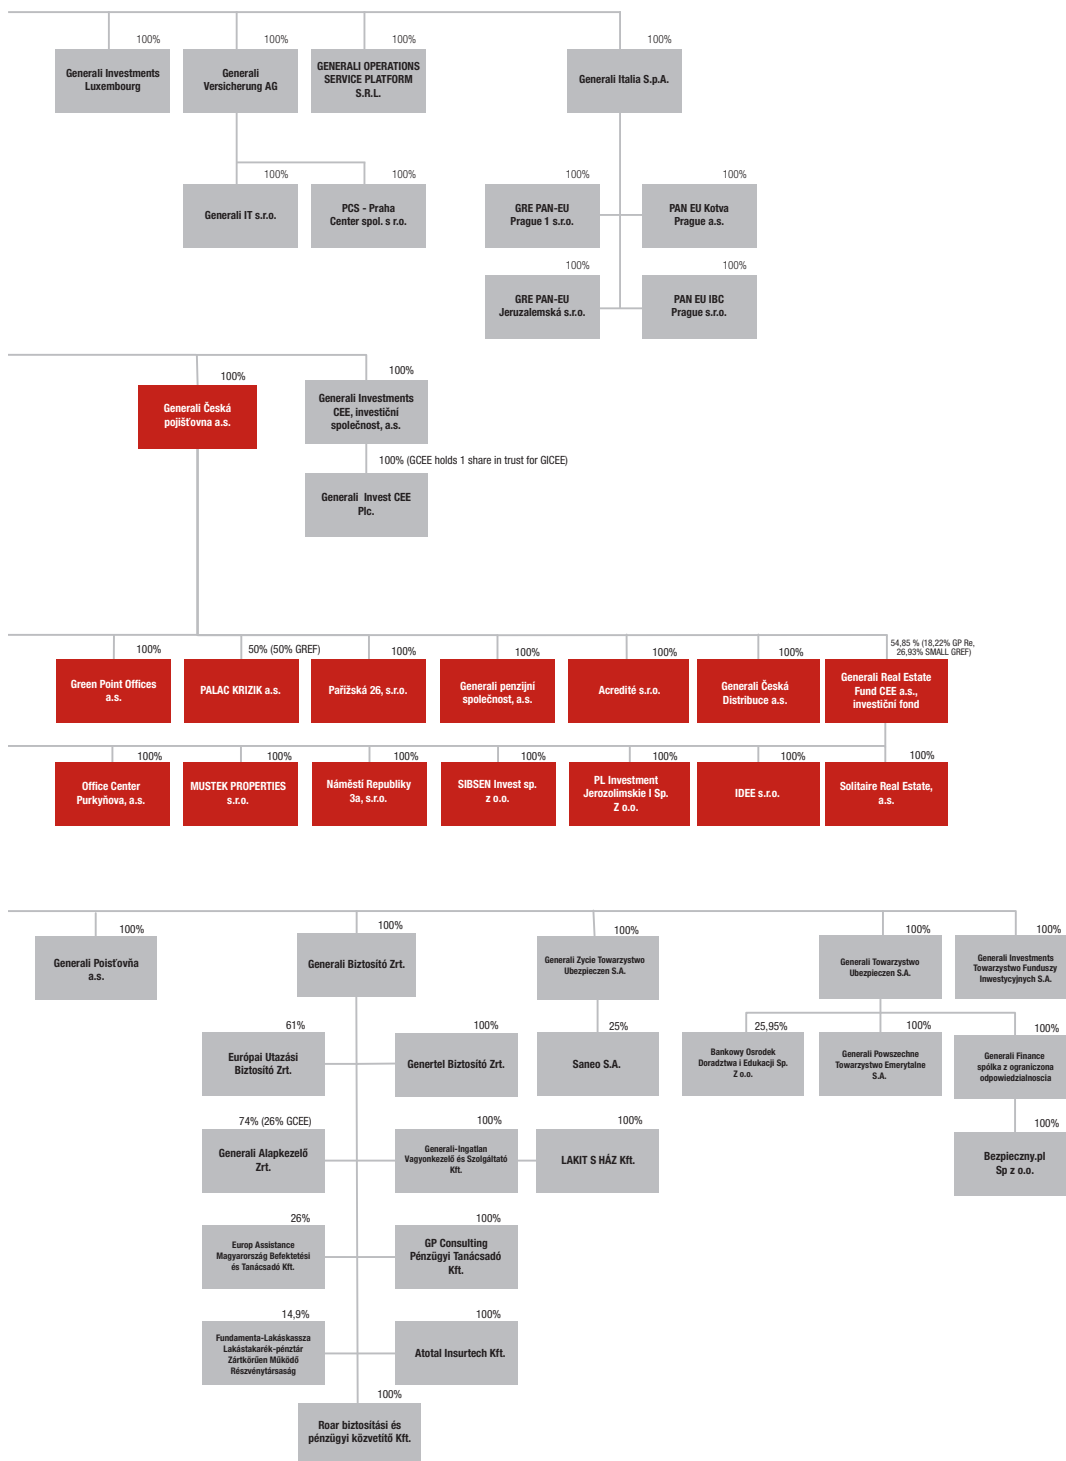 100%
100%
100%
100%
Generali Investments
Luxembourg
Generali
Versicherung AG
GENERALI OPERATIONS
SERVICE PLATFORM
S.R.L.
Generali Italia S.p.A.
100%
100%
100%
100%
Generali IT s.r.o.
PCS - Praha
Center spol. s r.o.
GRE PAN-EU
Prague 1 s.r.o.
PAN EU Kotva
Prague a.s.
100%
100%
GRE PAN-EU
Jeruzalemská s.r.o.
PAN EU IBC
Prague s.r.o.
100%
100%
Generali Česká
pojišťovna a.s.
Generali Investments
CEE, investiční
společnost, a.s.
100% (GCEE holds 1 share in trust for GICEE)
Generali Invest CEE
Plc.
100%
50% (50% GREF)
100%
100%
100%
100%
54,85 % (18,22% GP Re,
26,93% SMALL GREF)
Green Point Offices
a.s.
PALAC KRIZIK a.s.
Pařížská 26, s.r.o.
Generali penzijní
společnost, a.s.
Acredité s.r.o.
Generali Česká
Distribuce a.s.
Generali Real Estate
Fund CEE a.s.,
investiční fond
100%
100%
100%
100%
100%
100%
100%
Office Center
Purkyňova, a.s.
MUSTEK PROPERTIES
s.r.o.
Náměstí Republiky
3a, s.r.o.
SIBSEN Invest sp.
z o.o.
PL Investment
Jerozolimskie I Sp.
Z o.o.
IDEE s.r.o.
Solitaire Real Estate,
a.s.
100%
100%
100%
100%
100%
Generali Poisťovňa
a.s.
Generali Biztosító Zrt.
Generali Zycie Towarzystwo
Ubezpieczen S.A.
Generali Towarzystwo
Ubezpieczen S.A.
Generali Investments
Towarzystwo Funduszy
Inwestycyjnych S.A.
61%
100%
25%
25,95%
100%
100%
Európai Utazási
Biztosító Zrt.
Genertel Biztosító Zrt.
Saneo S.A.
Bankowy Osrodek
Doradztwa i Edukacji Sp.
Z o.o.
Generali Powszechne
Towarzystwo Emerytalne
S.A.
Generali Finance
spólka z ograniczona
odpowiedzialnoscia
74% (26% GCEE)
100%
100%
100%
Generali Alapkezelő
Zrt.
Generali-Ingatlan
Vagyonkezelő és Szolgáltató
Kft.
LAKIT S HÁZ Kft.
Bezpieczny.pl
Sp z o.o.
26%
100%
Europ Assistance
Magyarország Befektetési
és Tanácsadó Kft.
GP Consulting
Pénzügyi Tanácsadó
Kft.
14,9%
100%
Fundamenta-Lakáskassza
Lakástakarék-pénztár
Zártkörűen Működő
Részvénytársaság
Atotal Insurtech Kft.
100%
Roar biztosítási és
pénzügyi közvetítő Kft.